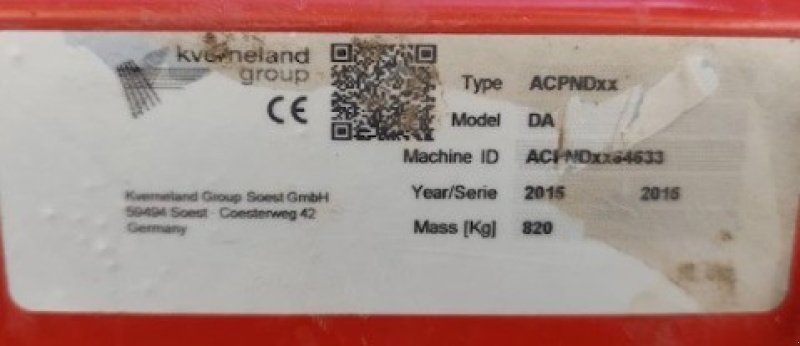 kverneland
group
CE
Type ACPNDxx
Model DA
Machine ID ACPNDxx84633
Year/Serie 2015 2015
Mass [Kg] 820
Kverneland Group Soest GmbH
59494 Soest Coesterweg 42
Germany